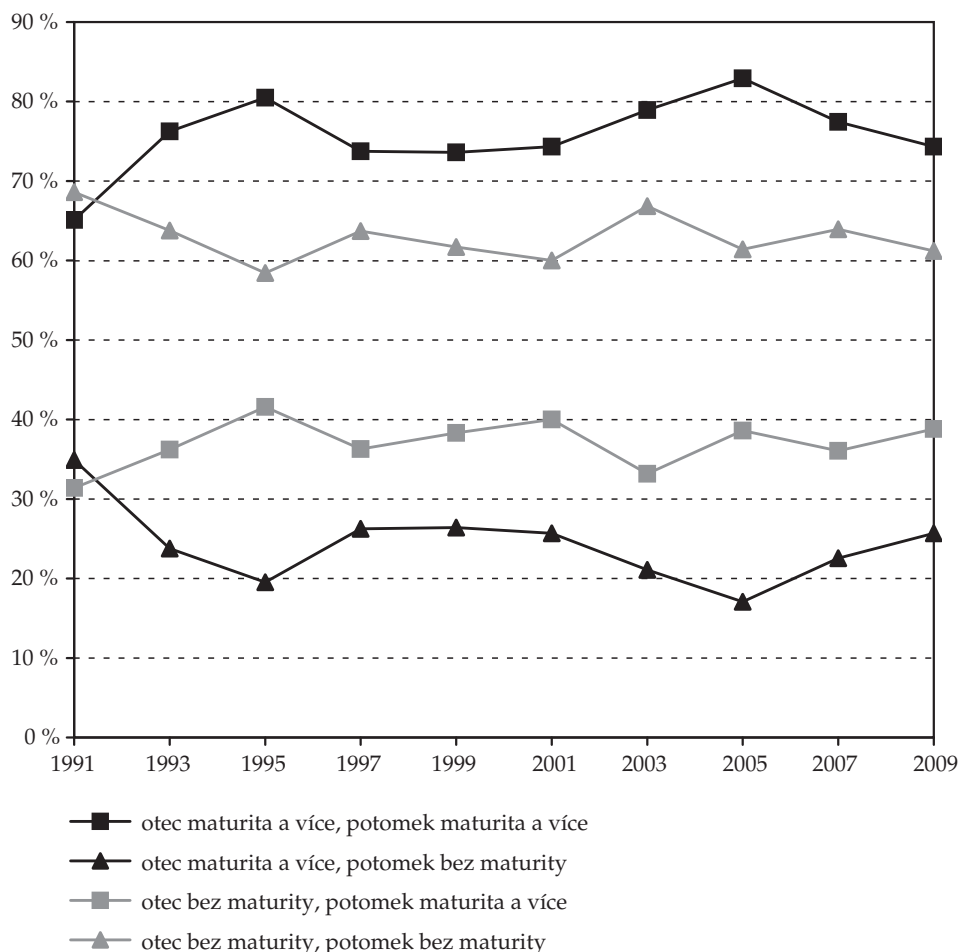 90 %
80 %
70 %
60 %
50 %
40 %
30 %
20 %
10 %
0 %
1991 1993 1995 1997 1999 2001 2003 2005 2007 2009
otec maturita a více, potomek maturita a více
otec maturita a více, potomek bez maturity
otec bez maturity, potomek maturita a více
otec bez maturity, potomek bez maturity